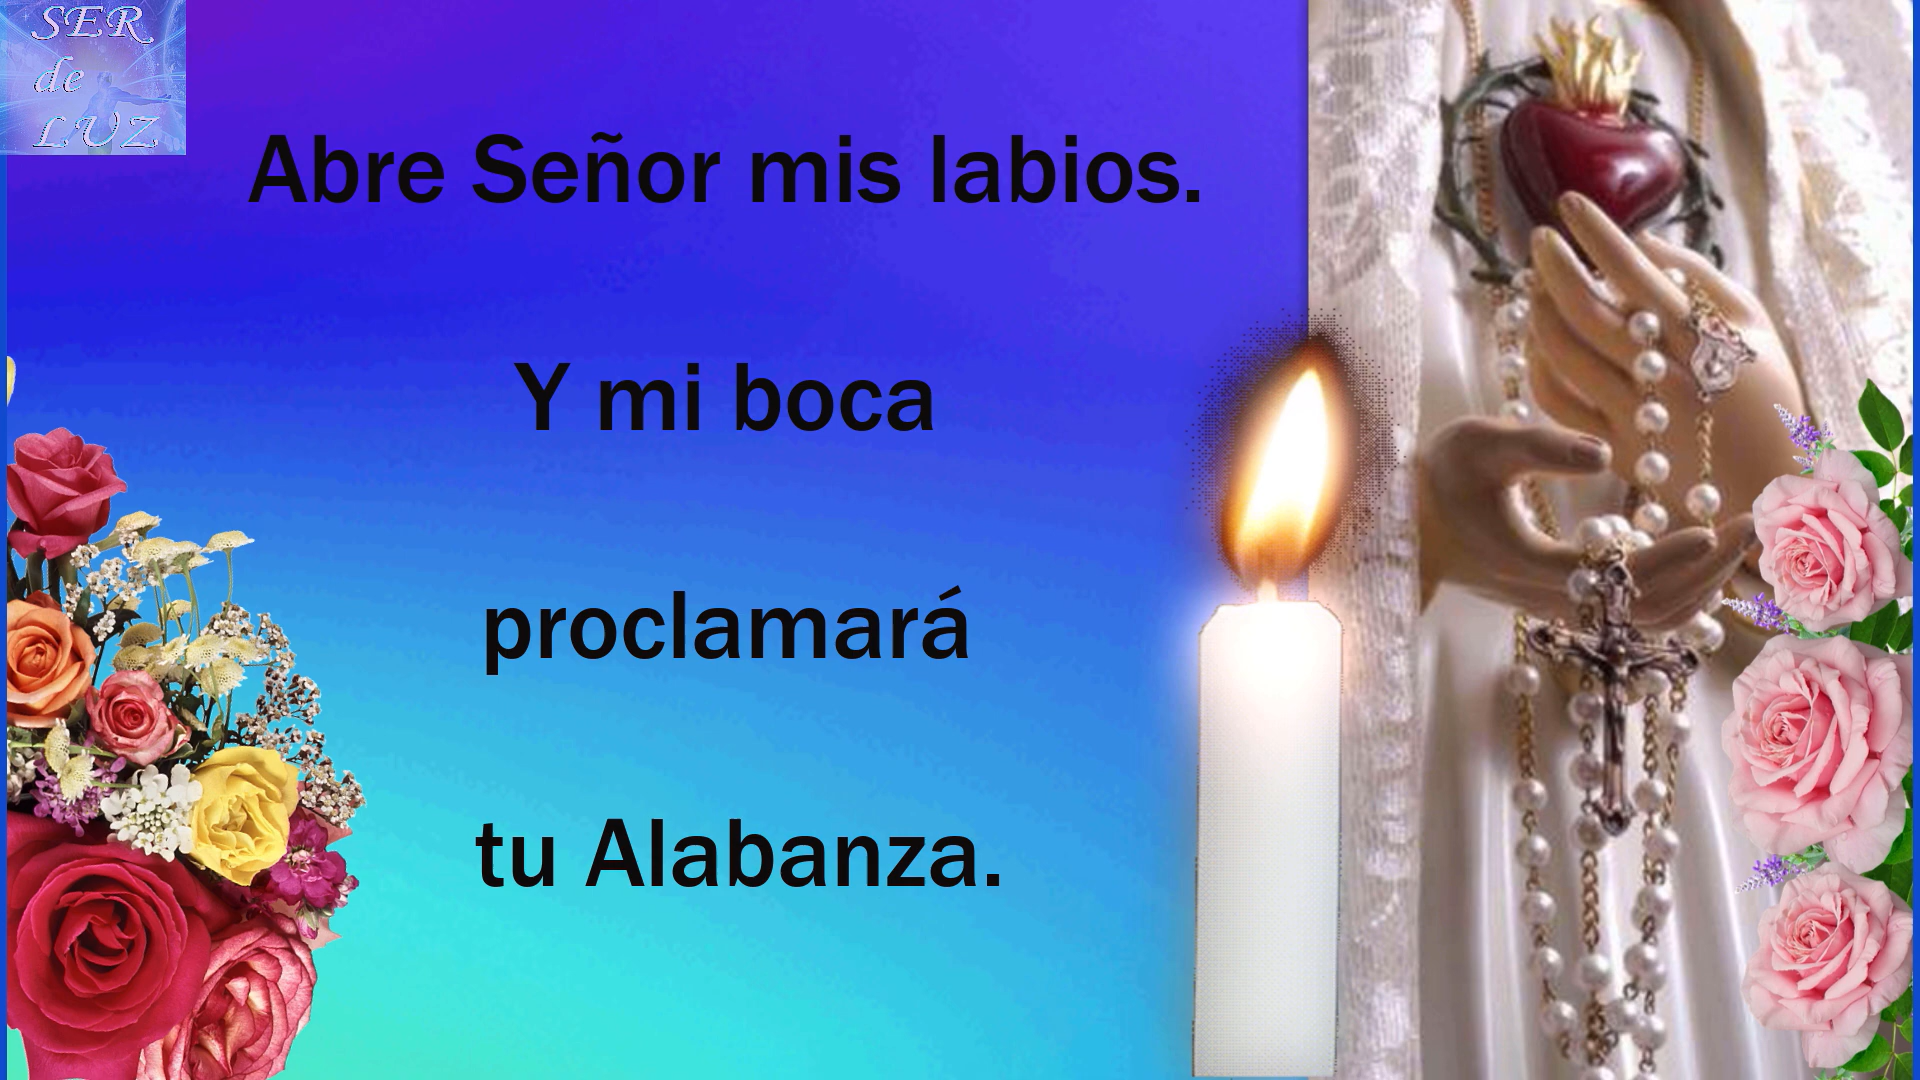 SER
de
LUZ
Abre Señor mis labios.
Y mi boca
proclamará
tu Alabanza.